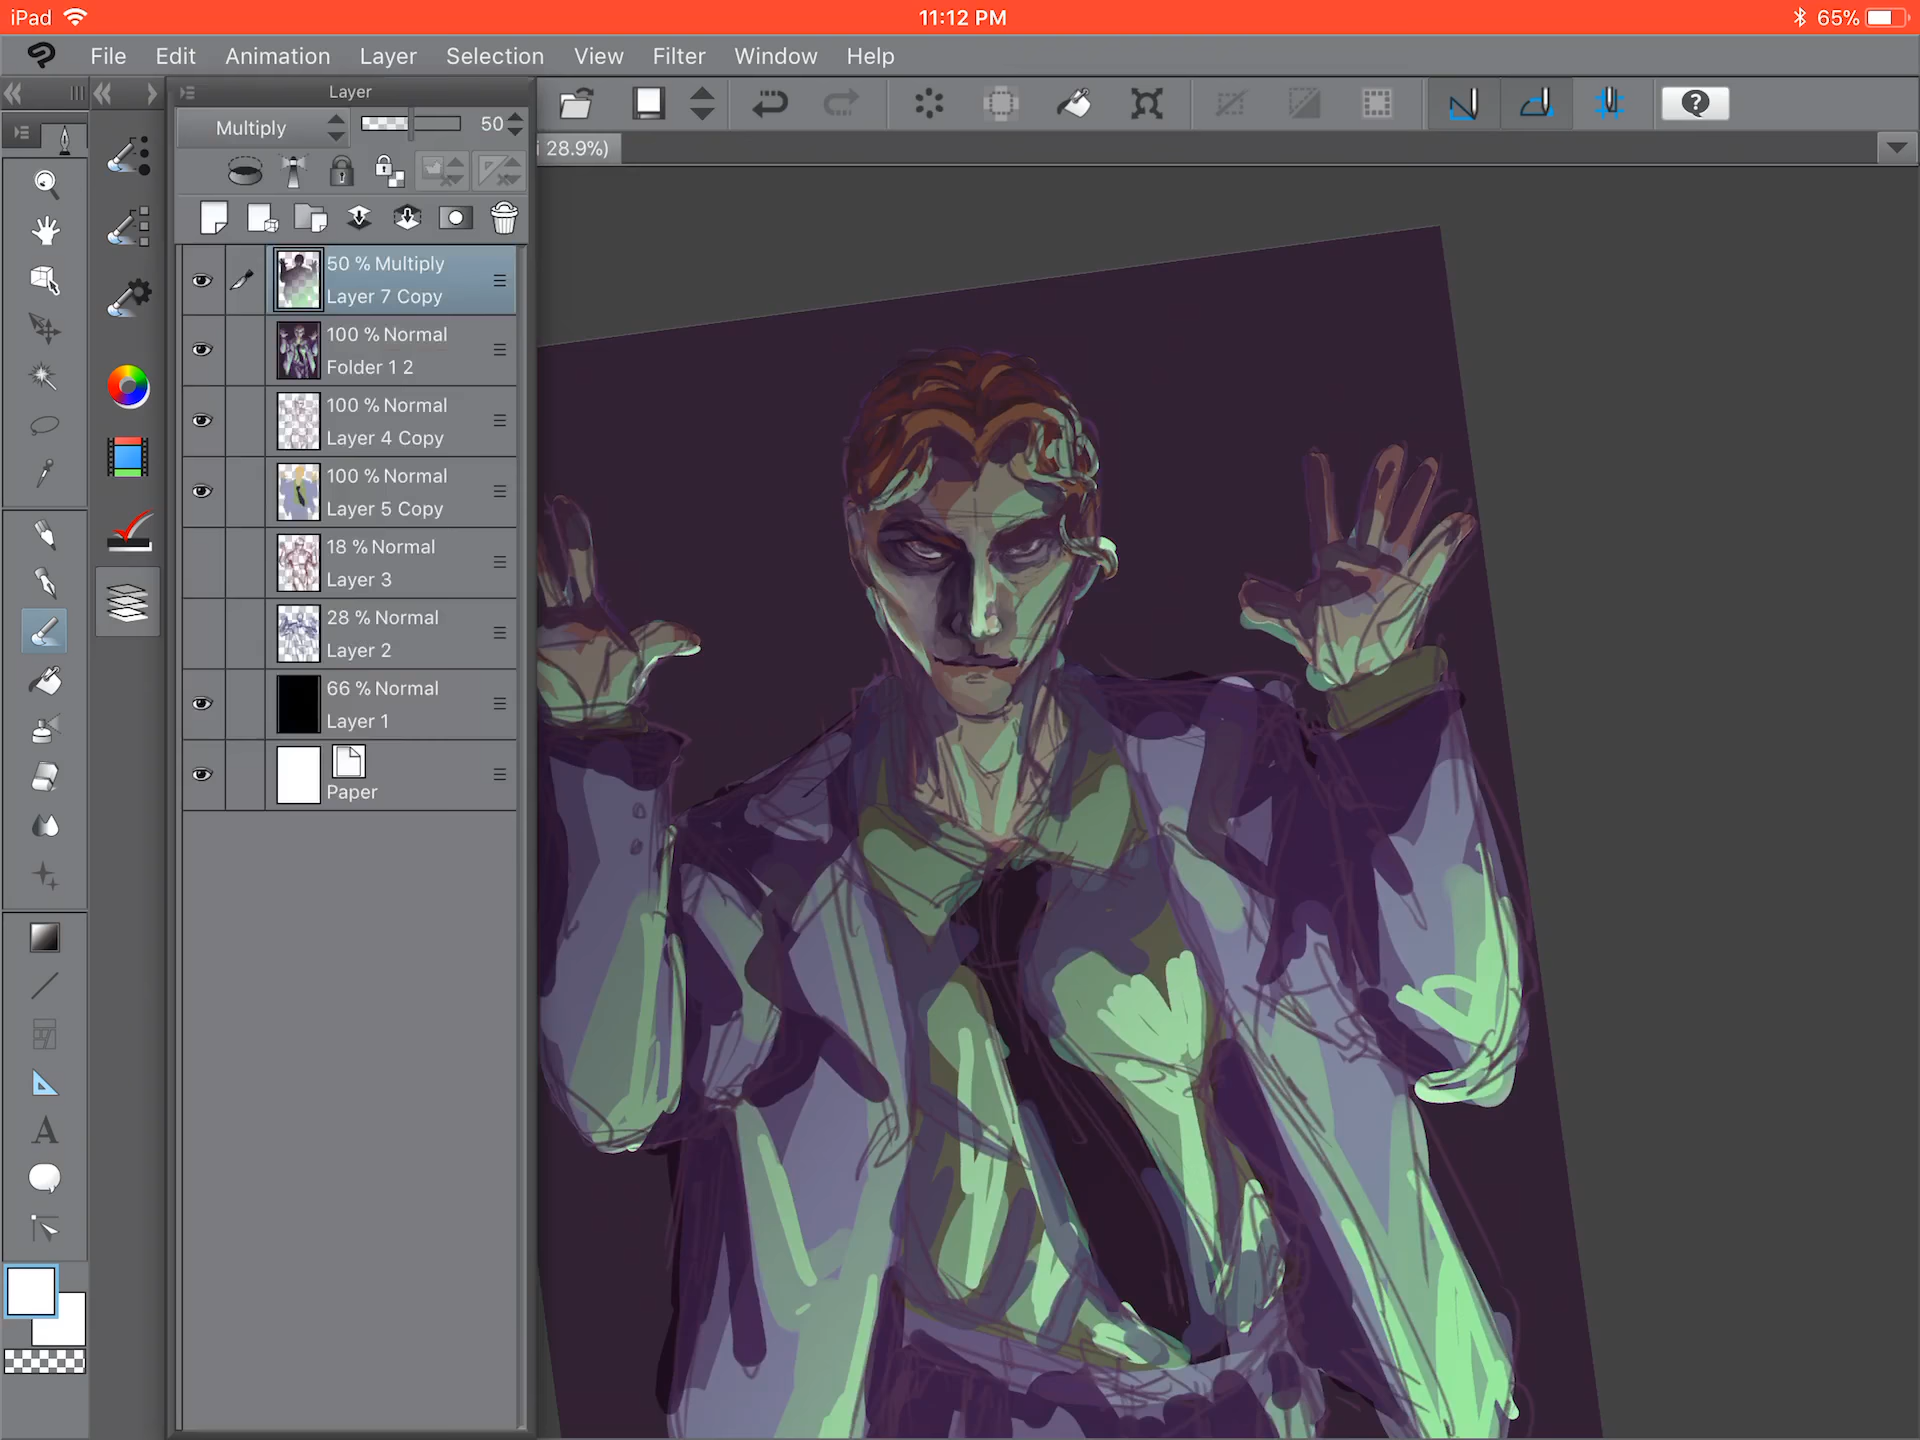 iPad 11:12 PM 65%
File Edit Animation Layer Selection View Filter Window Help
Layer
Multiply 50
i 28.9%)
50 % Multiply
Layer 7 Copy
100 % Normal
Folder 1 2
100 % Normal
Layer 4 Copy
100 % Normal
Layer 5 Copy
18 % Normal
Layer 3
28 % Normal
Layer 2
66 % Normal
Layer 1
Paper
A
?